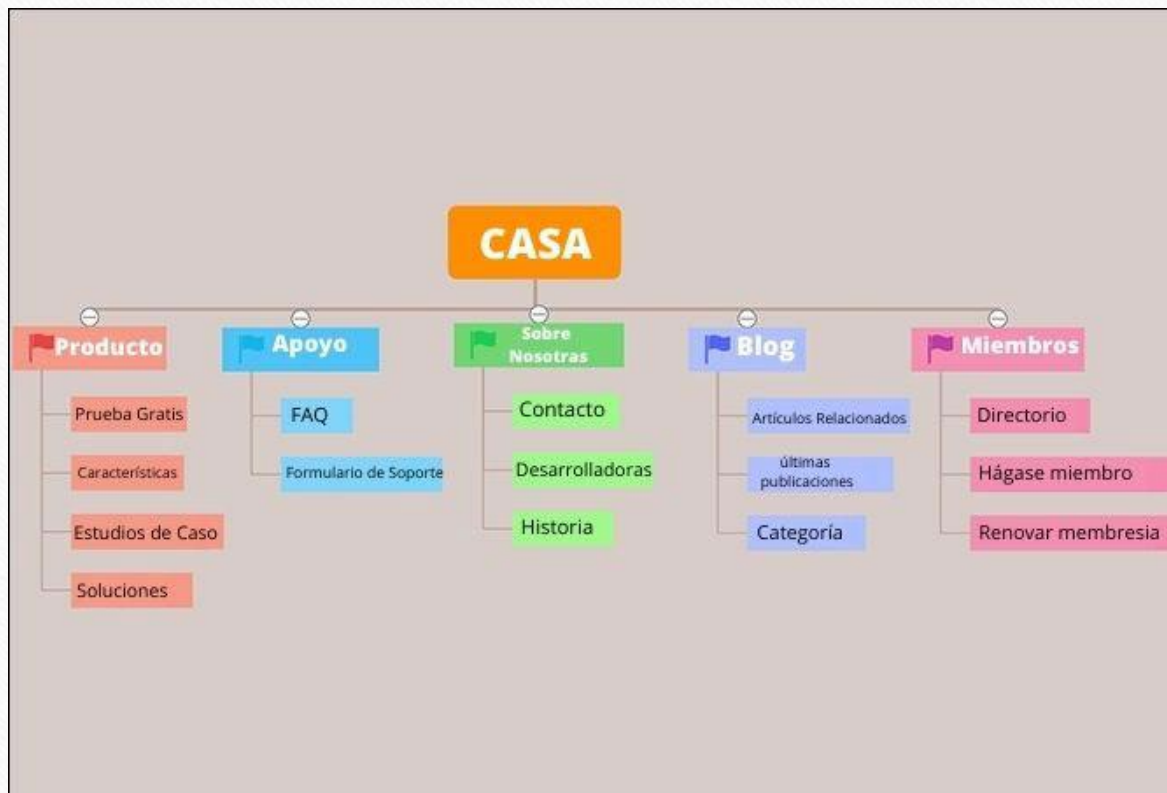 CASA
Producto
Prueba Gratis
Características
Estudios de Caso
Soluciones
Apoyo
FAQ
Formulario de Soporte
Sobre
Nosotras
Contacto
Desarrolladoras
Historia
Blog
Artículos Relacionados
últimas
publicaciones
Categoría
Miembros
Directorio
Hágase miembro
Renovar membresia